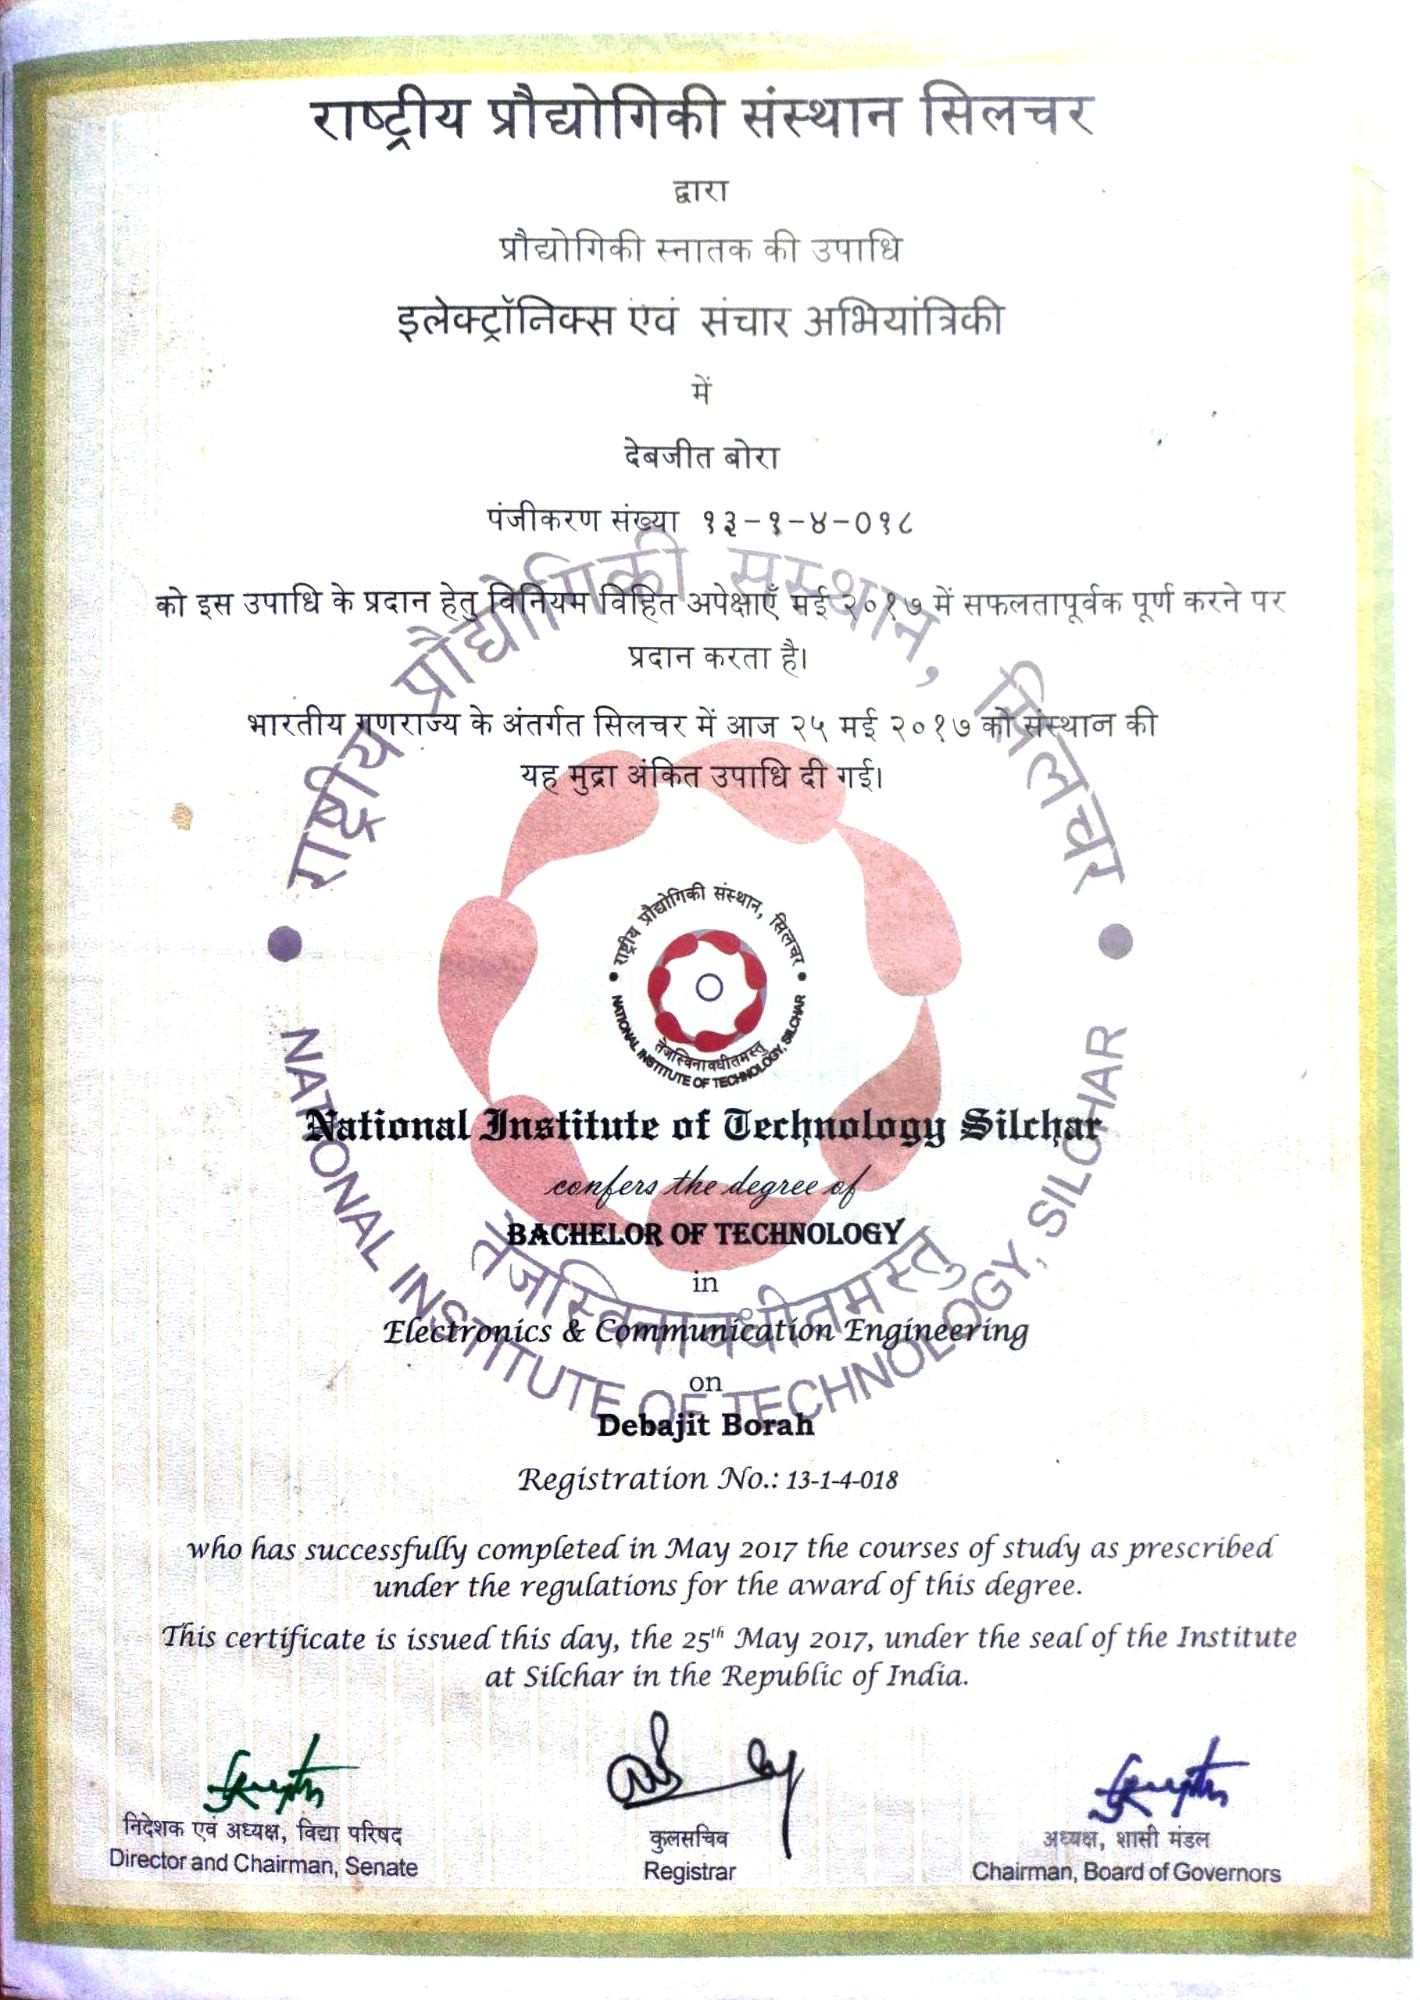 राष्ट्रीय प्रौद्योगिकी संस्थान सिलचर
द्वारा
प्रौद्योगिकी स्नातक की उपाधि
इलेक्ट्रॉनिक्स एंव संचार अभियांत्रिकी
में
देबजीत बोरा
पंजीकरण संख्या १३-१-४-०१८
को इस उपाधि के प्रदान हेतु विनियम विहित अपेक्षाएँ मई २०१७ में सफलतापूर्वक पूर्ण करने पर
प्रदान करता है।
भारतीय गणराज्य के अंतर्गत सिलचर में आज २५ मई २०१७ को संस्थान की
यह मुद्रा अंकित उपाधि दी गई।
राष्ट्रीय प्रौद्योगिकी संस्थान, सिलचर
राष्ट्रीय प्रौद्योगिकी संस्थान, सिलचर
तेजस्विनावधीतमस्तु
NATIONAL INSTITUTE OF TECHNOLOGY, SILCHAR
National Institute of Technology Silchar
confers the degree of
BACHELOR OF TECHNOLOGY
in
Electronics & Communication Engineering
on
Debajit Borah
तेजस्विनावधीतमस्तु
NATIONAL INSTITUTE OF TECHNOLOGY, SILCHAR
Registration No.: 13-1-4-018
who has successfully completed in May 2017 the courses of study as prescribed
under the regulations for the award of this degree.
This certificate is issued this day, the 25th May 2017, under the seal of the Institute
at Silchar in the Republic of India.
निदेशक एवं अध्यक्ष, विद्या परिषद
Director and Chairman, Senate
कुलसचिव
Registrar
अध्यक्ष, शासी मंडल
Chairman, Board of Governors